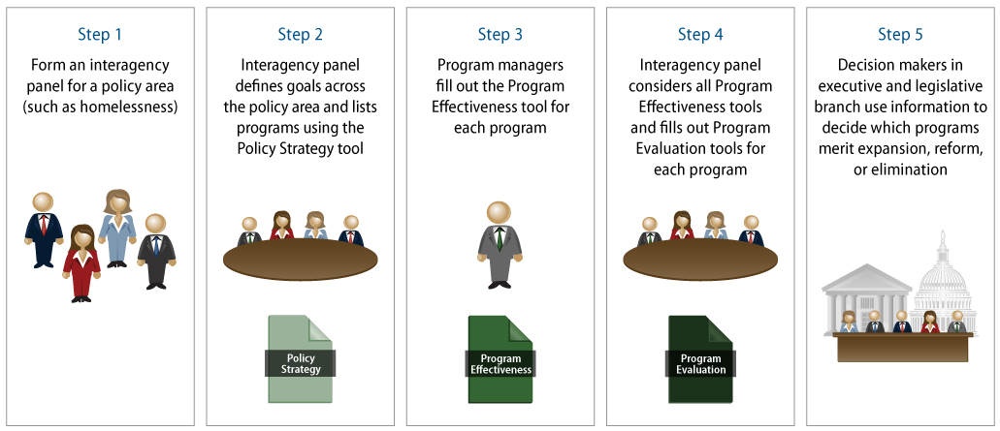 Step 1
Form an interagency
panel for a policy area
(such as homelessness)
Step 2
Interagency panel
defines goals across
the policy area and lists
programs using the
Policy Strategy tool
Policy
Strategy
Step 3
Program managers
fill out the Program
Effectiveness tool for
each program
Program
Effectiveness
Step 4
Interagency panel
considers all Program
Effectiveness tools
and fills out Program
Evaluation tools for
each program
Program
Evaluation
Step 5
Decision makers in
executive and legislative
branch use information to
decide which programs
merit expansion, reform,
or elimination